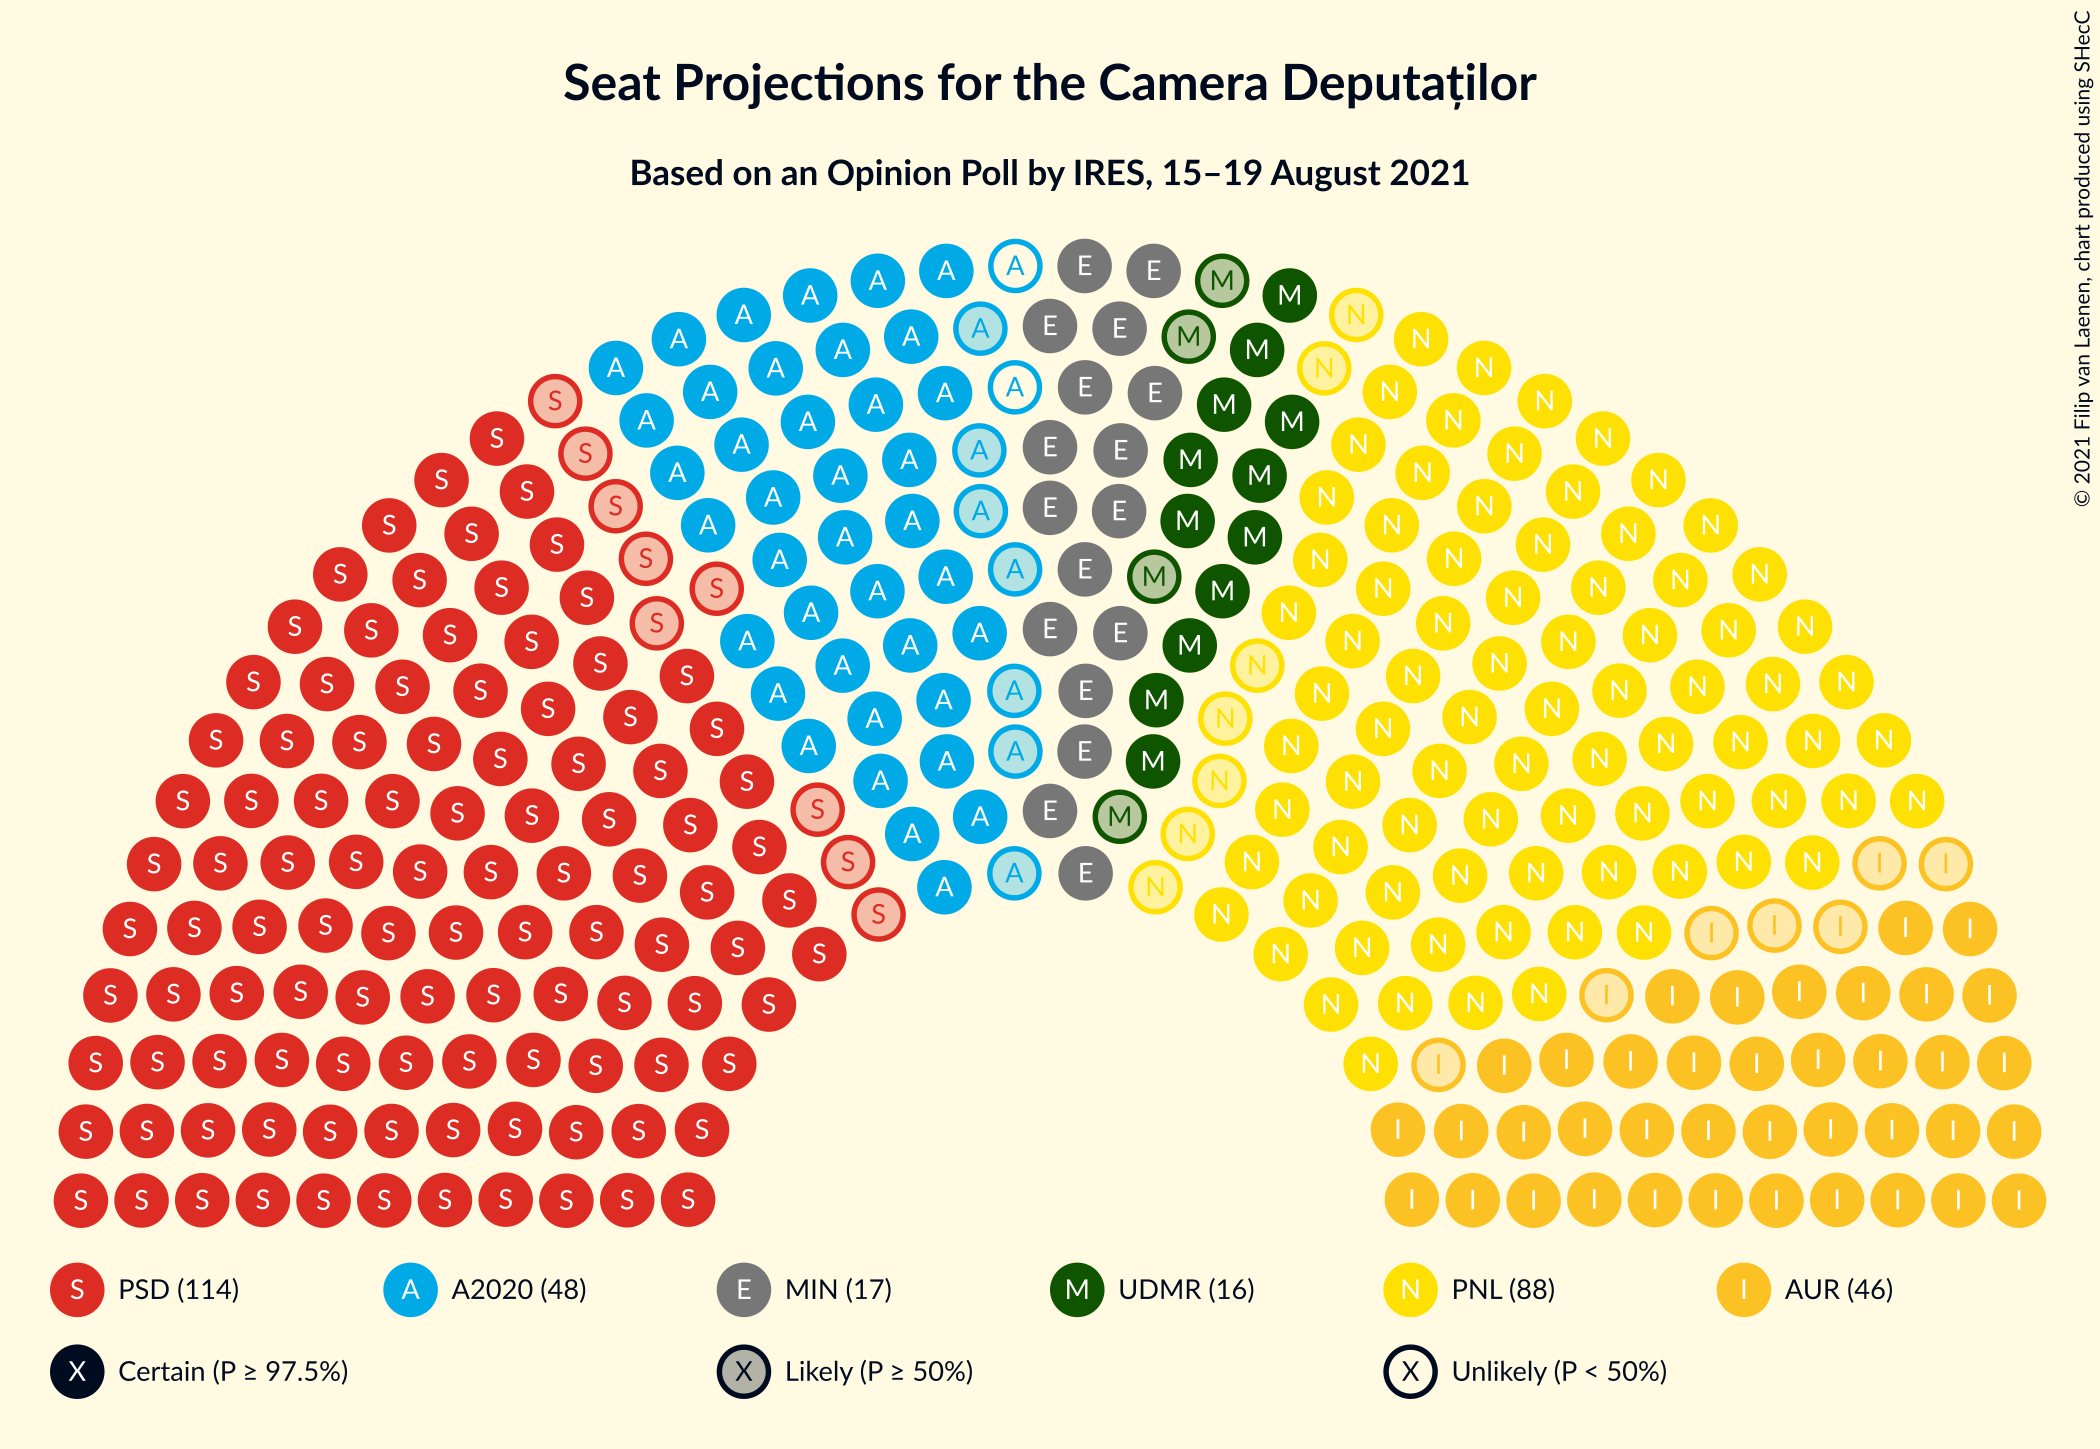 Seat Projections for the Camera Deputaților
Based on an Opinion Poll by IRES, 15–19 August 2021
© 2021 Filip van Laenen, chart produced using SHecC
S PSD (114) A A2020 (48) E MIN (17) M UDMR (16) N PNL (88) I AUR (46)
X Certain (P ≥ 97.5%) X Likely (P ≥ 50%) X Unlikely (P < 50%)